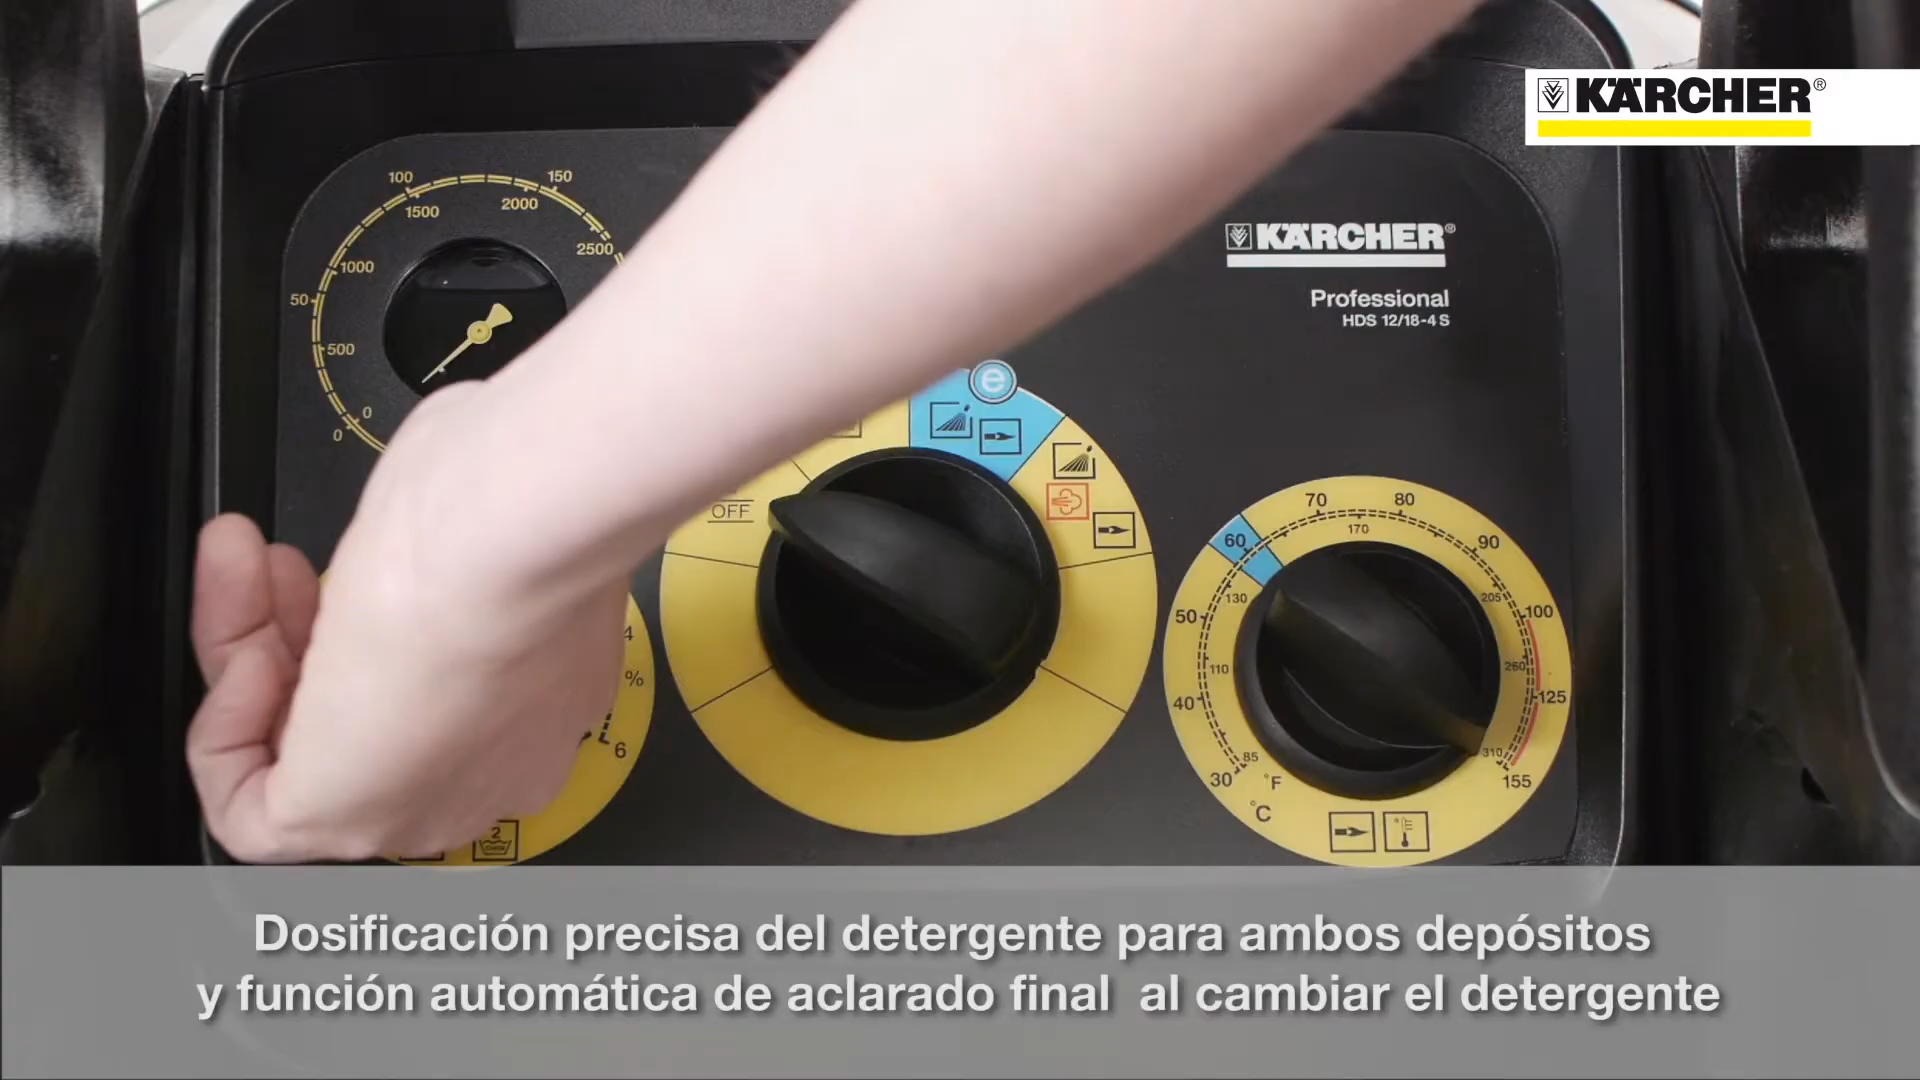 KÄRCHER®
100
150
1500
2000
2500
1000
50
500
0
0
KÄRCHER®
Professional
HDS 12/18-4 S
e
OFF
4
%
6
2
CHEM
70
80
170
60
90
130
205
50
100
110
260
40
125
85
310
30
°F
155
°C
Dosificación precisa del detergente para ambos depósitos
y función automática de aclarado final al cambiar el detergente